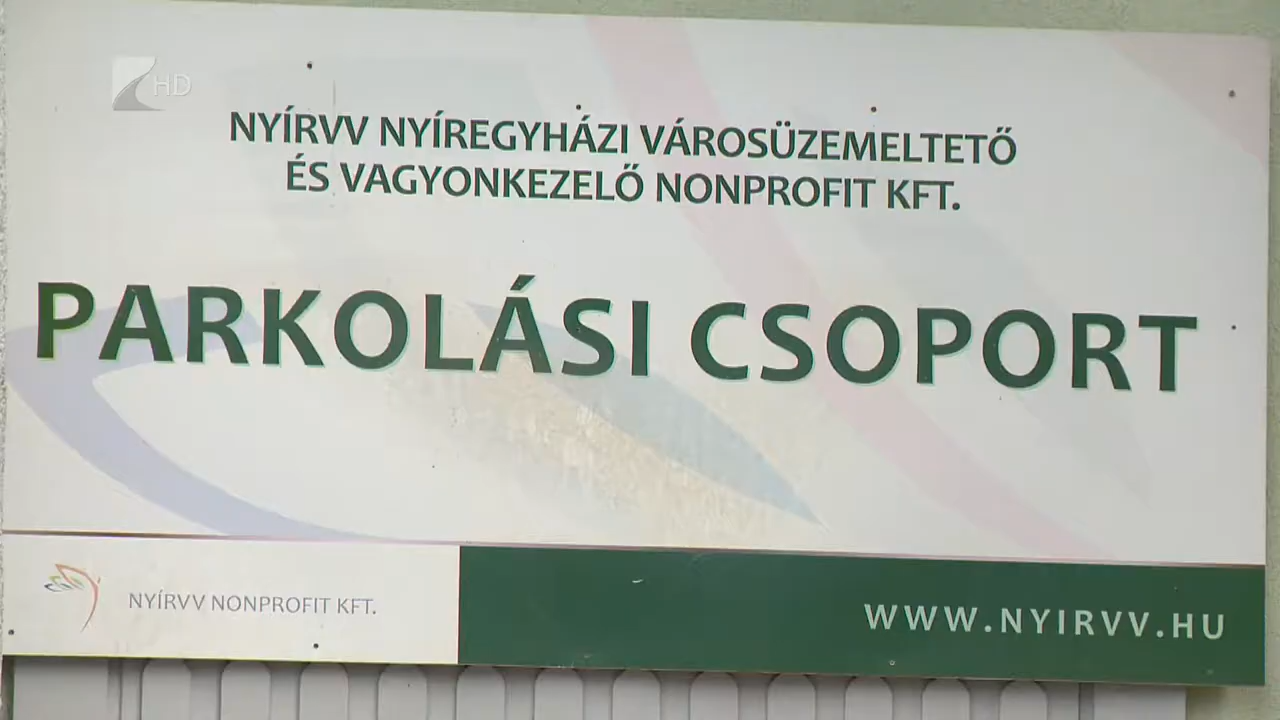 HD
NYÍRVV NYÍREGYHÁZI VÁROSÜZEMELTETŐ
ÉS VAGYONKEZELŐ NONPROFIT KFT.
PARKOLÁSI CSOPORT
NYÍRVV NONPROFIT KFT.
WWW.NYIRVV.HU